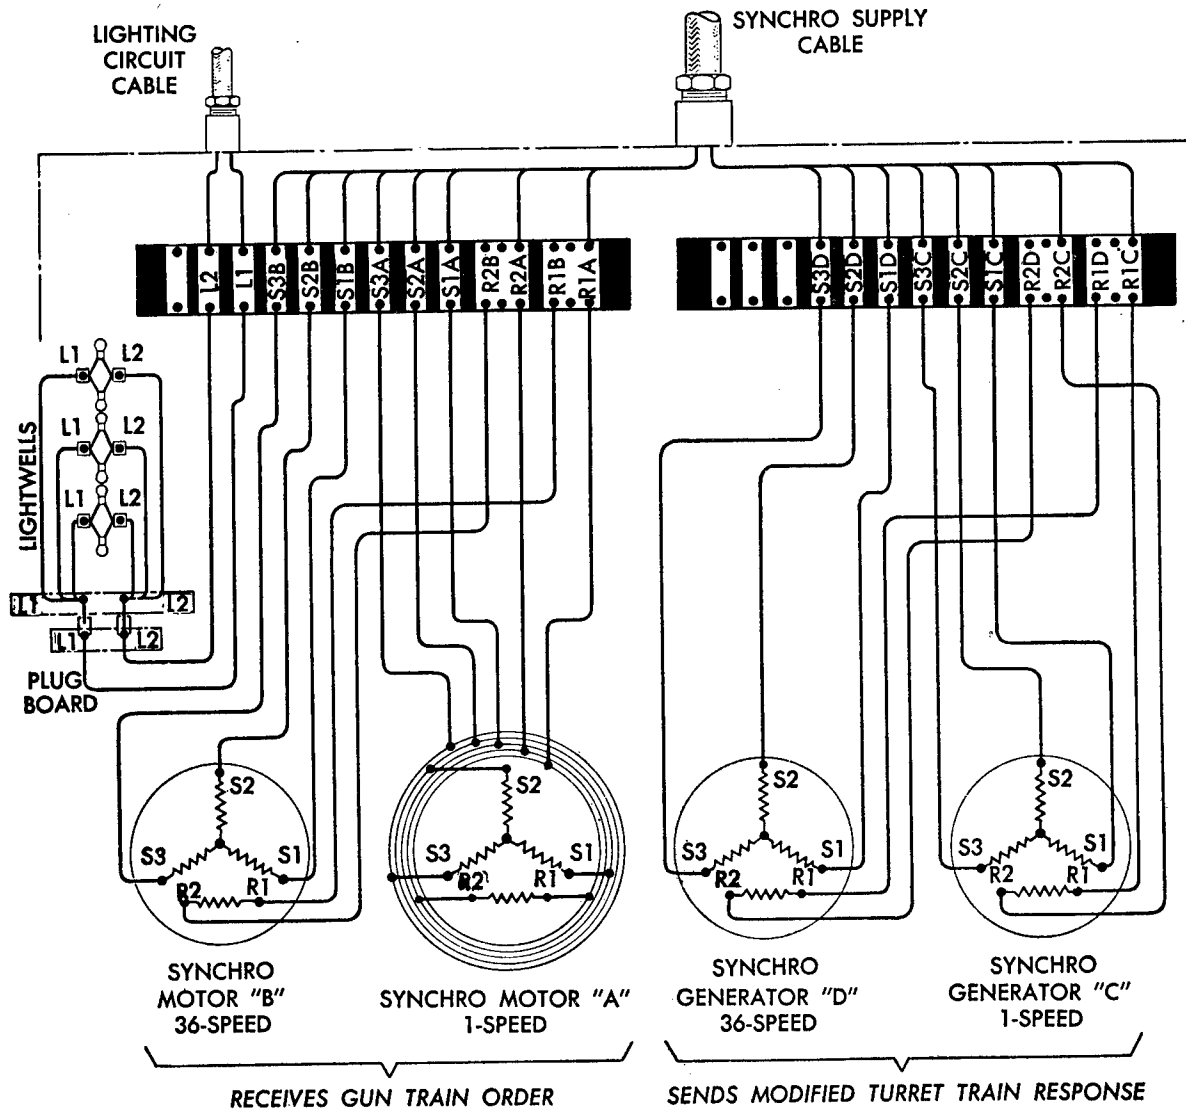 LIGHTING
CIRCUIT
CABLE
SYNCHRO SUPPLY
CABLE
L2
L1
S3B
S2B
S1B
S3A
S2A
S1A
R2B
R2A
R1B
R1A
S3D
S2D
S1D
S3C
S2C
S1C
R2D
R2C
R1D
R1C
L1 L2
L1 L2
L1 L2
LIGHTWELLS
L1 L2
L1 L2
PLUG
BOARD
S2
S3 S1
R2 R1
S2
S3 S1
R2 R1
S2
S3 S1
R2 R1
S2
S3 S1
R2 R1
SYNCHRO
MOTOR "B"
36-SPEED
SYNCHRO MOTOR "A"
1-SPEED
SYNCHRO
GENERATOR "D"
36-SPEED
SYNCHRO
GENERATOR "C"
1-SPEED
RECEIVES GUN TRAIN ORDER
SENDS MODIFIED TURRET TRAIN RESPONSE